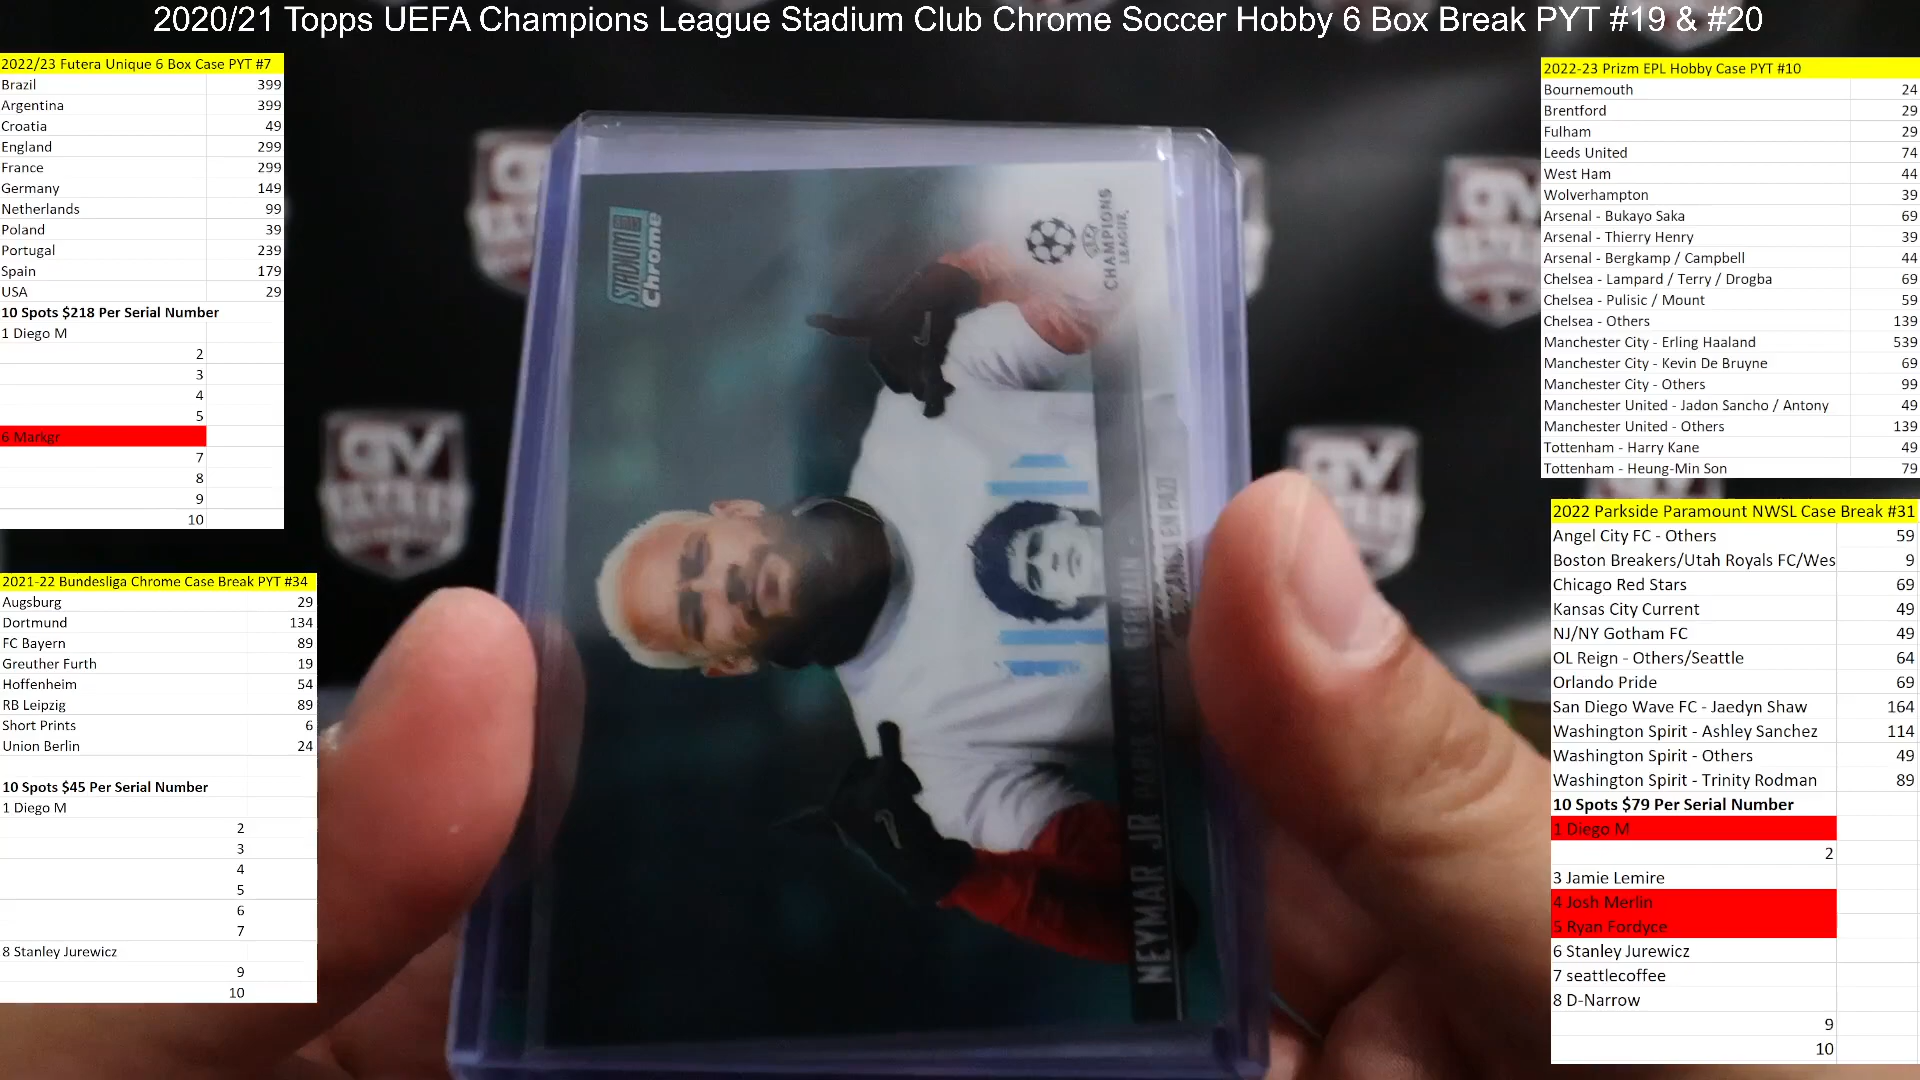 2020/21 Topps UEFA Champions League Stadium Club Chrome Soccer Hobby 6 Box Break PYT #19 & #20
2022/23 Futera Unique 6 Box Case PYT #7
Brazil 399
Argentina 399
Croatia 49
England 299
France 299
Germany 149
Netherlands 99
Poland 39
Portugal 239
Spain 179
USA 29
10 Spots $218 Per Serial Number
1 Diego M
2
3
4
5
6 Markgr
7
8
9
10
2021-22 Bundesliga Chrome Case Break PYT #34
Augsburg 29
Dortmund 134
FC Bayern 89
Greuther Furth 19
Hoffenheim 54
RB Leipzig 89
Short Prints 6
Union Berlin 24
10 Spots $45 Per Serial Number
1 Diego M
2
3
4
5
6
7
8 Stanley Jurewicz
9
10
STADIUM CLUB
Chrome
UEFA
CHAMPIONS
LEAGUE
NEYMAR JR
GV
GV
2022-23 Prizm EPL Hobby Case PYT #10
Bournemouth 24
Brentford 29
Fulham 29
Leeds United 74
West Ham 44
Wolverhampton 39
Arsenal - Bukayo Saka 69
Arsenal - Thierry Henry 39
Arsenal - Bergkamp / Campbell 44
Chelsea - Lampard / Terry / Drogba 69
Chelsea - Pulisic / Mount 59
Chelsea - Others 139
Manchester City - Erling Haaland 539
Manchester City - Kevin De Bruyne 69
Manchester City - Others 99
Manchester United - Jadon Sancho / Antony 49
Manchester United - Others 139
Tottenham - Harry Kane 49
Tottenham - Heung-Min Son 79
2022 Parkside Paramount NWSL Case Break #31
Angel City FC - Others 59
Boston Breakers/Utah Royals FC/Wes 9
Chicago Red Stars 69
Kansas City Current 49
NJ/NY Gotham FC 49
OL Reign - Others/Seattle 64
Orlando Pride 69
San Diego Wave FC - Jaedyn Shaw 164
Washington Spirit - Ashley Sanchez 114
Washington Spirit - Others 49
Washington Spirit - Trinity Rodman 89
10 Spots $79 Per Serial Number
1 Diego M
2
3 Jamie Lemire
4 Josh Merlin
5 Ryan Fordyce
6 Stanley Jurewicz
7 seattlecoffee
8 D-Narrow
9
10